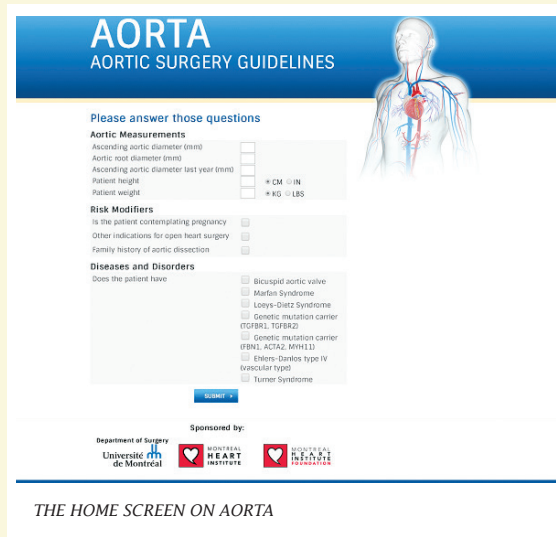 AORTA
AORTIC SURGERY GUIDELINES
Please answer those questions
Aortic Measurements
Ascending aortic diameter (mm)
Aortic root diameter (mm)
Ascending aortic diameter last year (mm)
Patient height CM IN
Patient weight KG LBS
Risk Modifiers
Is the patient contemplating pregnancy
Other indications for open heart surgery
Family history of aortic dissection
Diseases and Disorders
Does the patient have
Bicuspid aortic valve
Marfan Syndrome
Loeys-Dietz Syndrome
Genetic mutation carrier
(TGFBR1, TGFBR2)
Genetic mutation carrier
(FBN1, ACTA2, MYH11)
Ehlers-Danlos type IV
(vascular type)
Turner Syndrome
SUBMIT
Sponsored by:
Department of Surgery
Université
de Montréal
MONTREAL
HEART
INSTITUTE
MONTREAL
HEART
INSTITUTE
FOUNDATION
THE HOME SCREEN ON AORTA